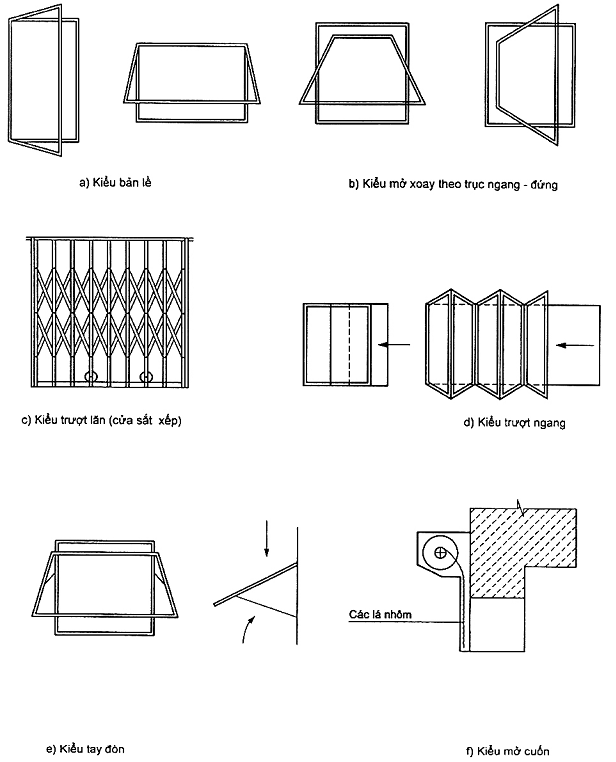 a) Kiểu bản lề
b) Kiểu mở xoay theo trục ngang - đứng
c) Kiểu trượt lăn (cửa sắt xếp)
d) Kiểu trượt ngang
Các lá nhôm
e) Kiểu tay đòn
f) Kiểu mở cuốn